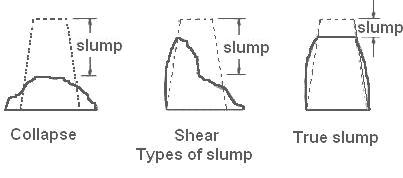 slump
slump
slump
Collapse
Shear
True slump
Types of slump